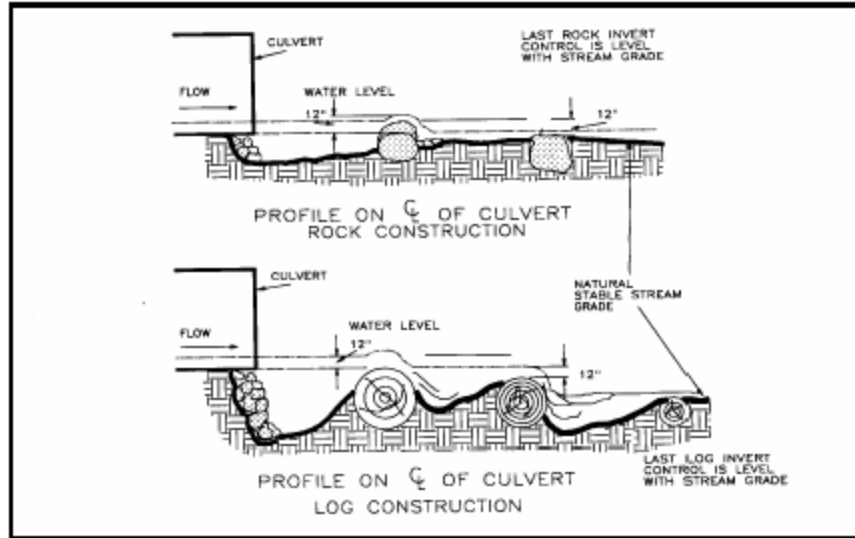 CULVERT
LAST ROCK INVERT
CONTROL IS LEVEL
WITH STREAM GRADE
FLOW
WATER LEVEL
12"
12"
PROFILE ON ℄ OF CULVERT
ROCK CONSTRUCTION
CULVERT
NATURAL
STABLE STREAM
GRADE
FLOW
WATER LEVEL
12"
12"
LAST LOG INVERT
CONTROL IS LEVEL
WITH STREAM GRADE
PROFILE ON ℄ OF CULVERT
LOG CONSTRUCTION